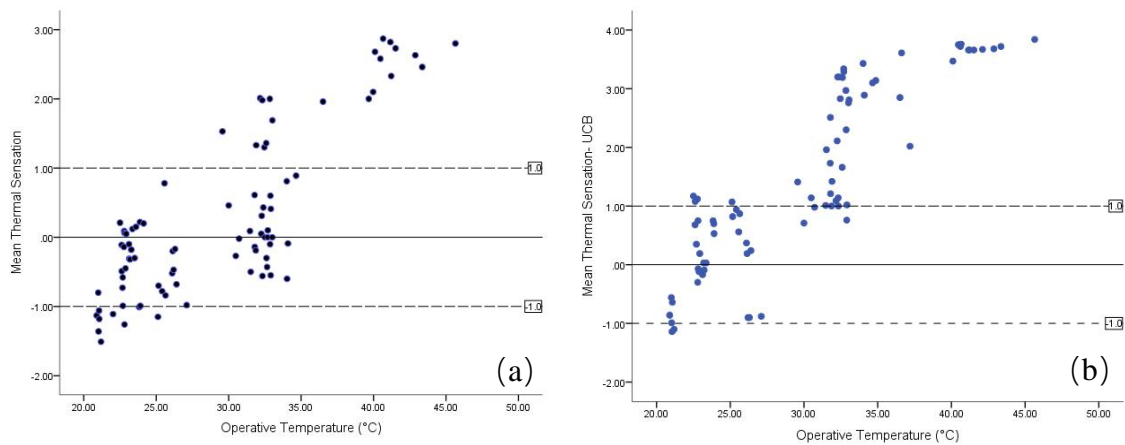 3.00
2.00
1.00
.00
-1.00
-2.00
Mean Thermal Sensation
1.0
-1.0
(a)
20.00 25.00 30.00 35.00 40.00 45.00 50.00
Operative Temperature (°C)
4.00
3.00
2.00
1.00
.00
-1.00
-2.00
Mean Thermal Sensation- UCB
1.0
-1.0
(b)
20.00 25.00 30.00 35.00 40.00 45.00 50.00
Operative Temperature (°C)